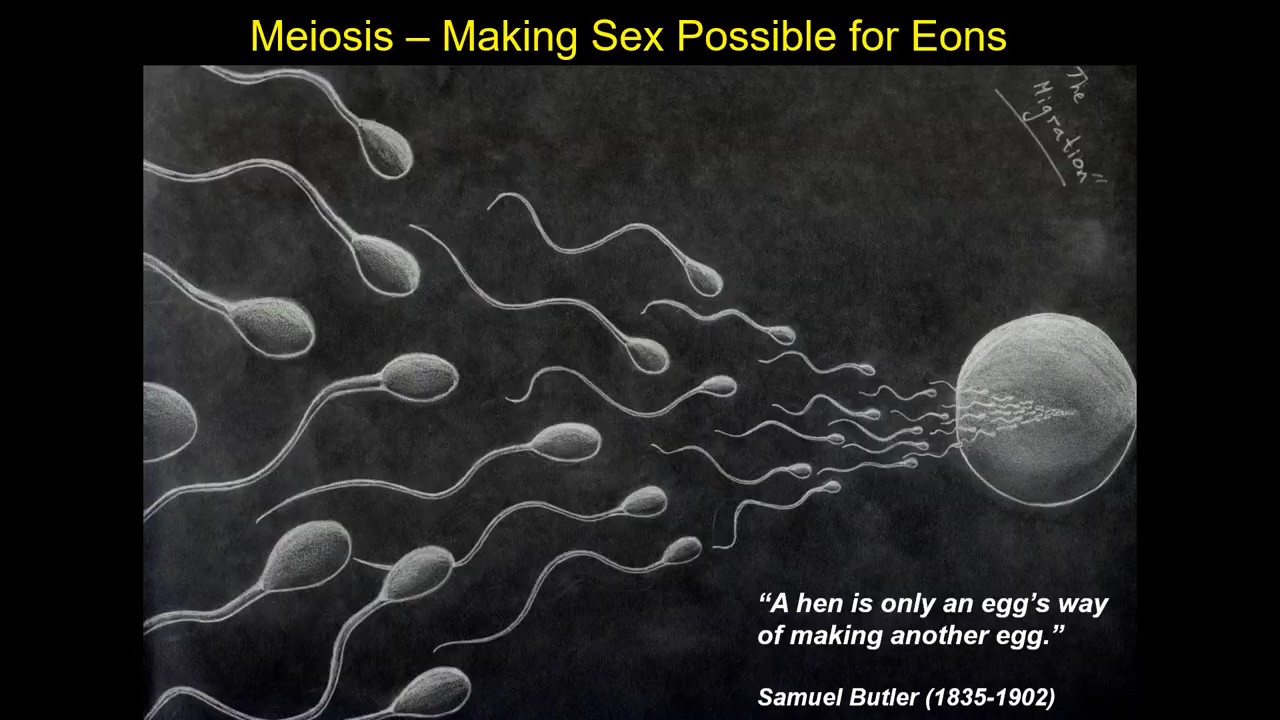 Meiosis – Making Sex Possible for Eons
The
Migration"
“A hen is only an egg’s way
of making another egg.”
Samuel Butler (1835-1902)